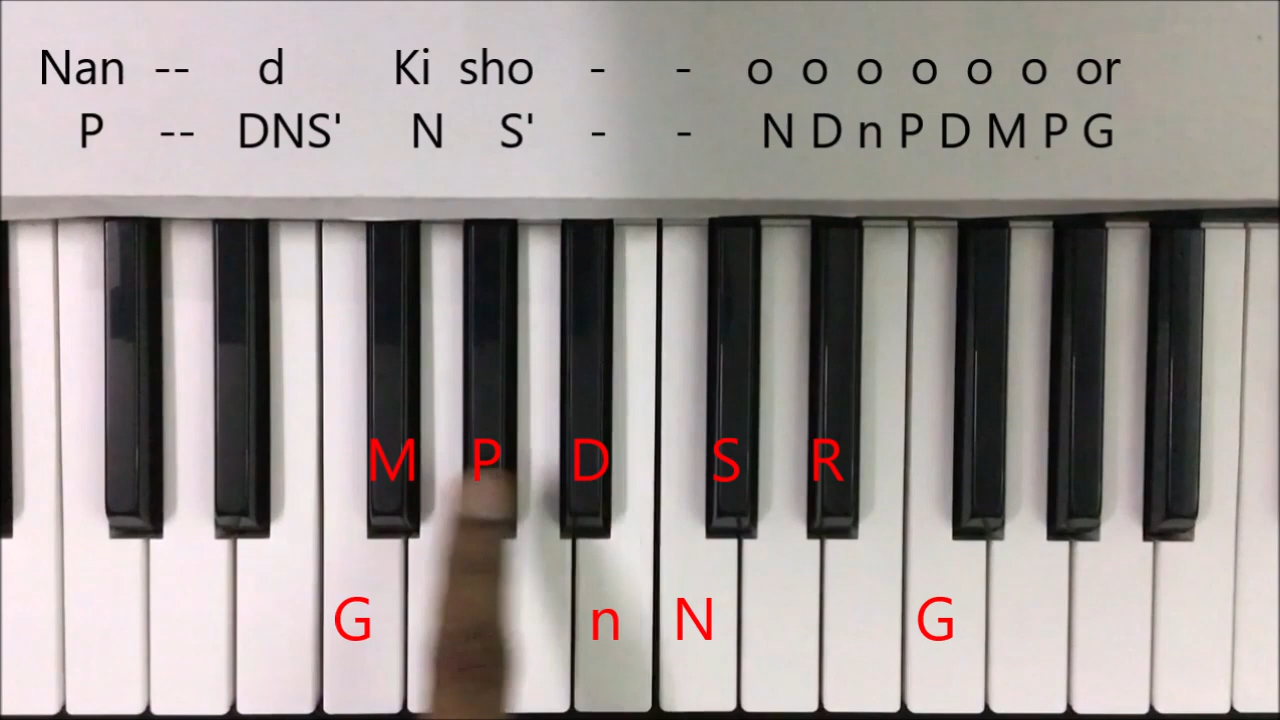 Nan -- d Ki sho - - o o o o o o or
P -- DNS' N S' - - N D n P D M P G
M P D S R
G n N G